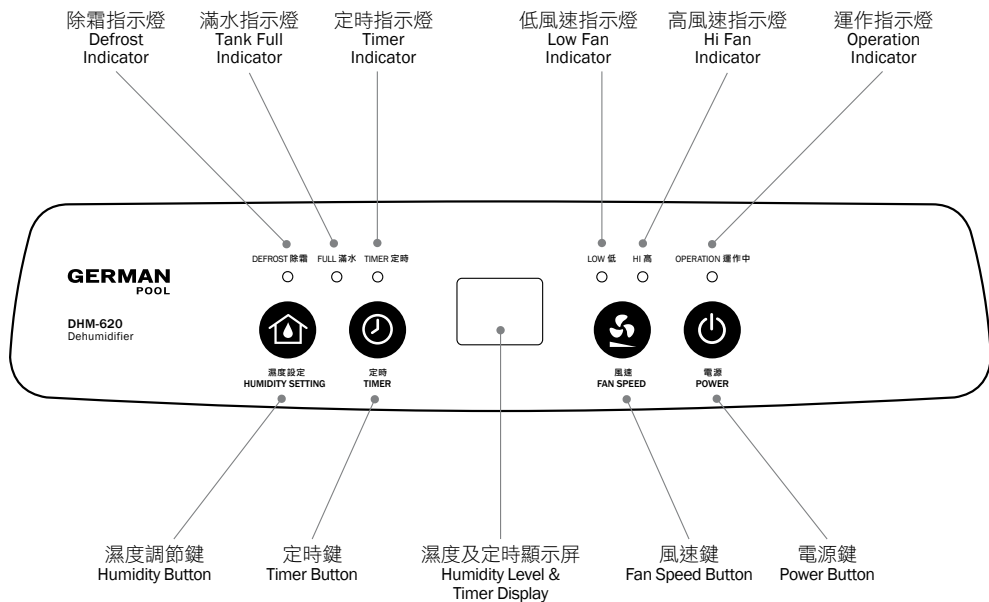 除霜指示燈
Defrost
Indicator
滿水指示燈
Tank Full
Indicator
定時指示燈
Timer
Indicator
低風速指示燈
Low Fan
Indicator
高風速指示燈
Hi Fan
Indicator
運作指示燈
Operation
Indicator
DEFROST 除霜
FULL 滿水
TIMER 定時
LOW 低
HI 高
OPERATION 運作中
GERMAN
POOL
DHM-620
Dehumidifier
濕度設定
HUMIDITY SETTING
定時
TIMER
風速
FAN SPEED
電源
POWER
濕度調節鍵
Humidity Button
定時鍵
Timer Button
濕度及定時顯示屏
Humidity Level &
Timer Display
風速鍵
Fan Speed Button
電源鍵
Power Button